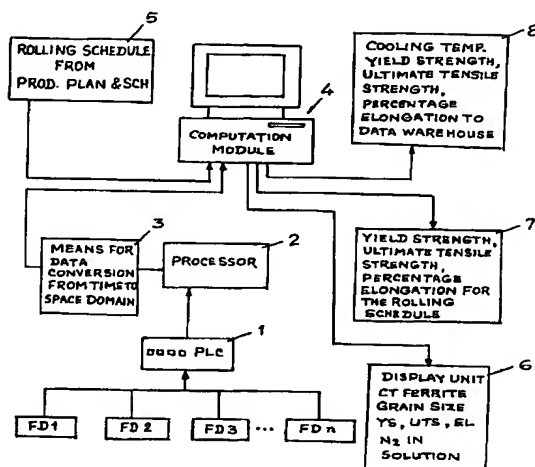 5
ROLLING SCHEDULE
FROM
PROD. PLAN & SCH
4
COMPUTATION
MODULE
8
COOLING TEMP.
YIELD STRENGTH,
ULTIMATE TENSILE
STRENGTH,
PERCENTAGE
ELONGATION TO
DATA WAREHOUSE
3
MEANS FOR
DATA
CONVERSION
FROM TIME TO
SPACE DOMAIN
2
PROCESSOR
7
YIELD STRENGTH,
ULTIMATE TENSILE
STRENGTH,
PERCENTAGE
ELONGATION FOR
THE ROLLING
SCHEDULE
1
PLC
6
DISPLAY UNIT
CT FERRITE
GRAIN SIZE
YS, UTS, EL
N2 IN
SOLUTION
FD1 FD2 FD3 ... FDn